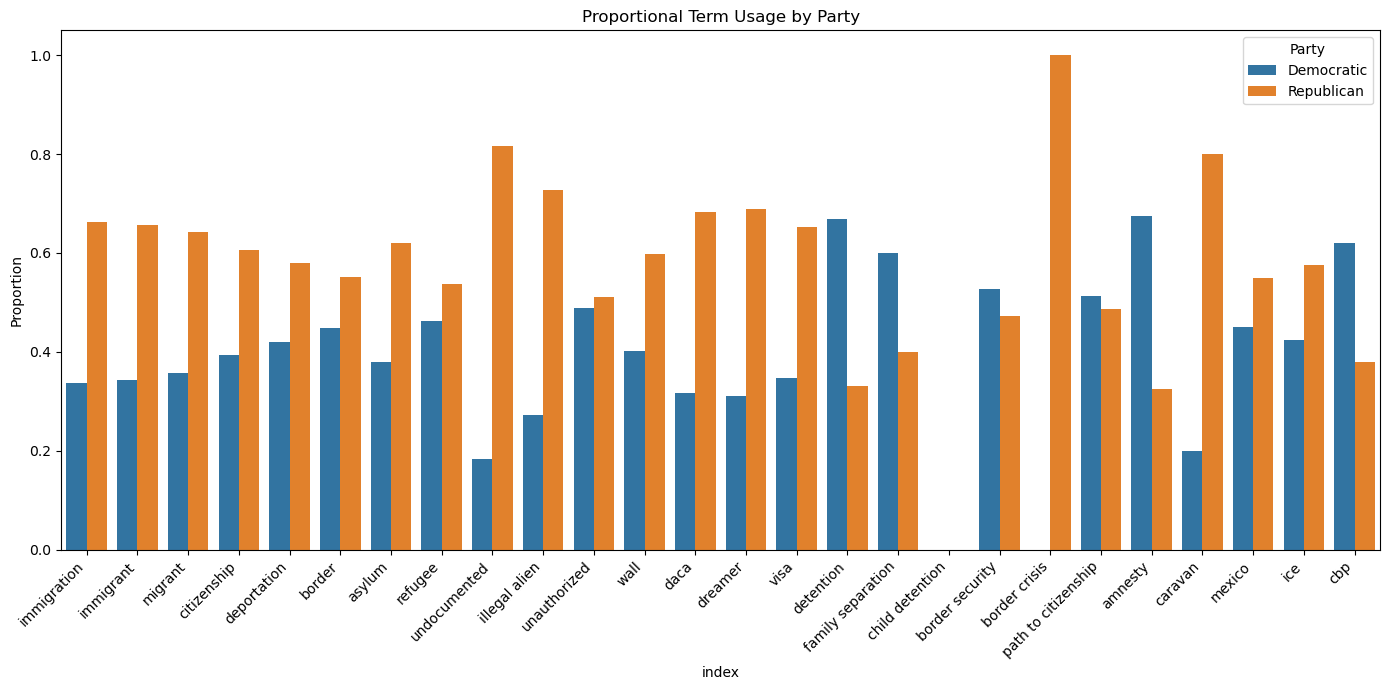 Proportional Term Usage by Party
Party
Democratic
Republican
Proportion
1.0
0.8
0.6
0.4
0.2
0.0
immigration
immigrant
migrant
citizenship
deportation
border
asylum
refugee
undocumented
illegal alien
unauthorized
wall
daca
dreamer
visa
detention
family separation
child detention
border security
border crisis
path to citizenship
amnesty
caravan
mexico
ice
cbp
index